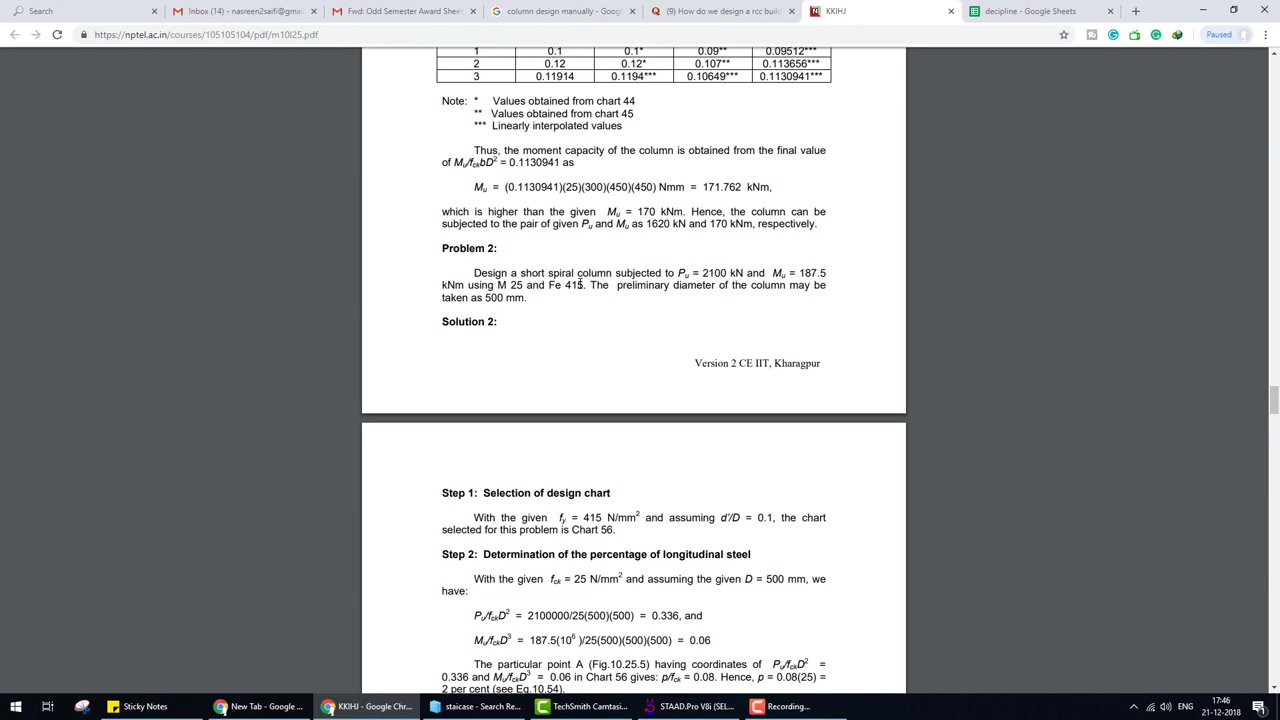 Search
Inbox (14) - nasreen2saifi@gmai
Fwd: Odd Semester Award Sheet
column design manually - Googl
(9) How do we design a rcc build
KKIHJ
decipline - Google Sheets
https://nptel.ac.in/courses/105105104/pdf/m10l25.pdf
Paused
1 0.1 0.1* 0.09** 0.09512***
2 0.12 0.12* 0.107** 0.113656***
3 0.11914 0.1194*** 0.10649*** 0.1130941***
Note: * Values obtained from chart 44
** Values obtained from chart 45
*** Linearly interpolated values
Thus, the moment capacity of the column is obtained from the final value
of Mu/fckbD2 = 0.1130941 as
Mu = (0.1130941)(25)(300)(450)(450) Nmm = 171.762 kNm,
which is higher than the given Mu = 170 kNm. Hence, the column can be
subjected to the pair of given Pu and Mu as 1620 kN and 170 kNm, respectively.
Problem 2:
Design a short spiral column subjected to Pu = 2100 kN and Mu = 187.5
kNm using M 25 and Fe 415. The preliminary diameter of the column may be
taken as 500 mm.
Solution 2:
Version 2 CE IIT, Kharagpur
Step 1: Selection of design chart
With the given fy = 415 N/mm2 and assuming d'/D = 0.1, the chart
selected for this problem is Chart 56.
Step 2: Determination of the percentage of longitudinal steel
With the given fck = 25 N/mm2 and assuming the given D = 500 mm, we
have:
Pu/fckD2 = 2100000/25(500)(500) = 0.336, and
Mu/fckD3 = 187.5(106 )/25(500)(500)(500) = 0.06
The particular point A (Fig.10.25.5) having coordinates of Pu/fckD2 =
0.336 and Mu/fckD3 = 0.06 in Chart 56 gives: p/fck = 0.08. Hence, p = 0.08(25) =
2 per cent (see Eq.10.54).
Sticky Notes
New Tab - Google ...
KKIHJ - Google Chr...
staicase - Search Re...
TechSmith Camtasi...
STAAD.Pro V8i (SEL...
Recording...
ENG
17:46
21-12-2018